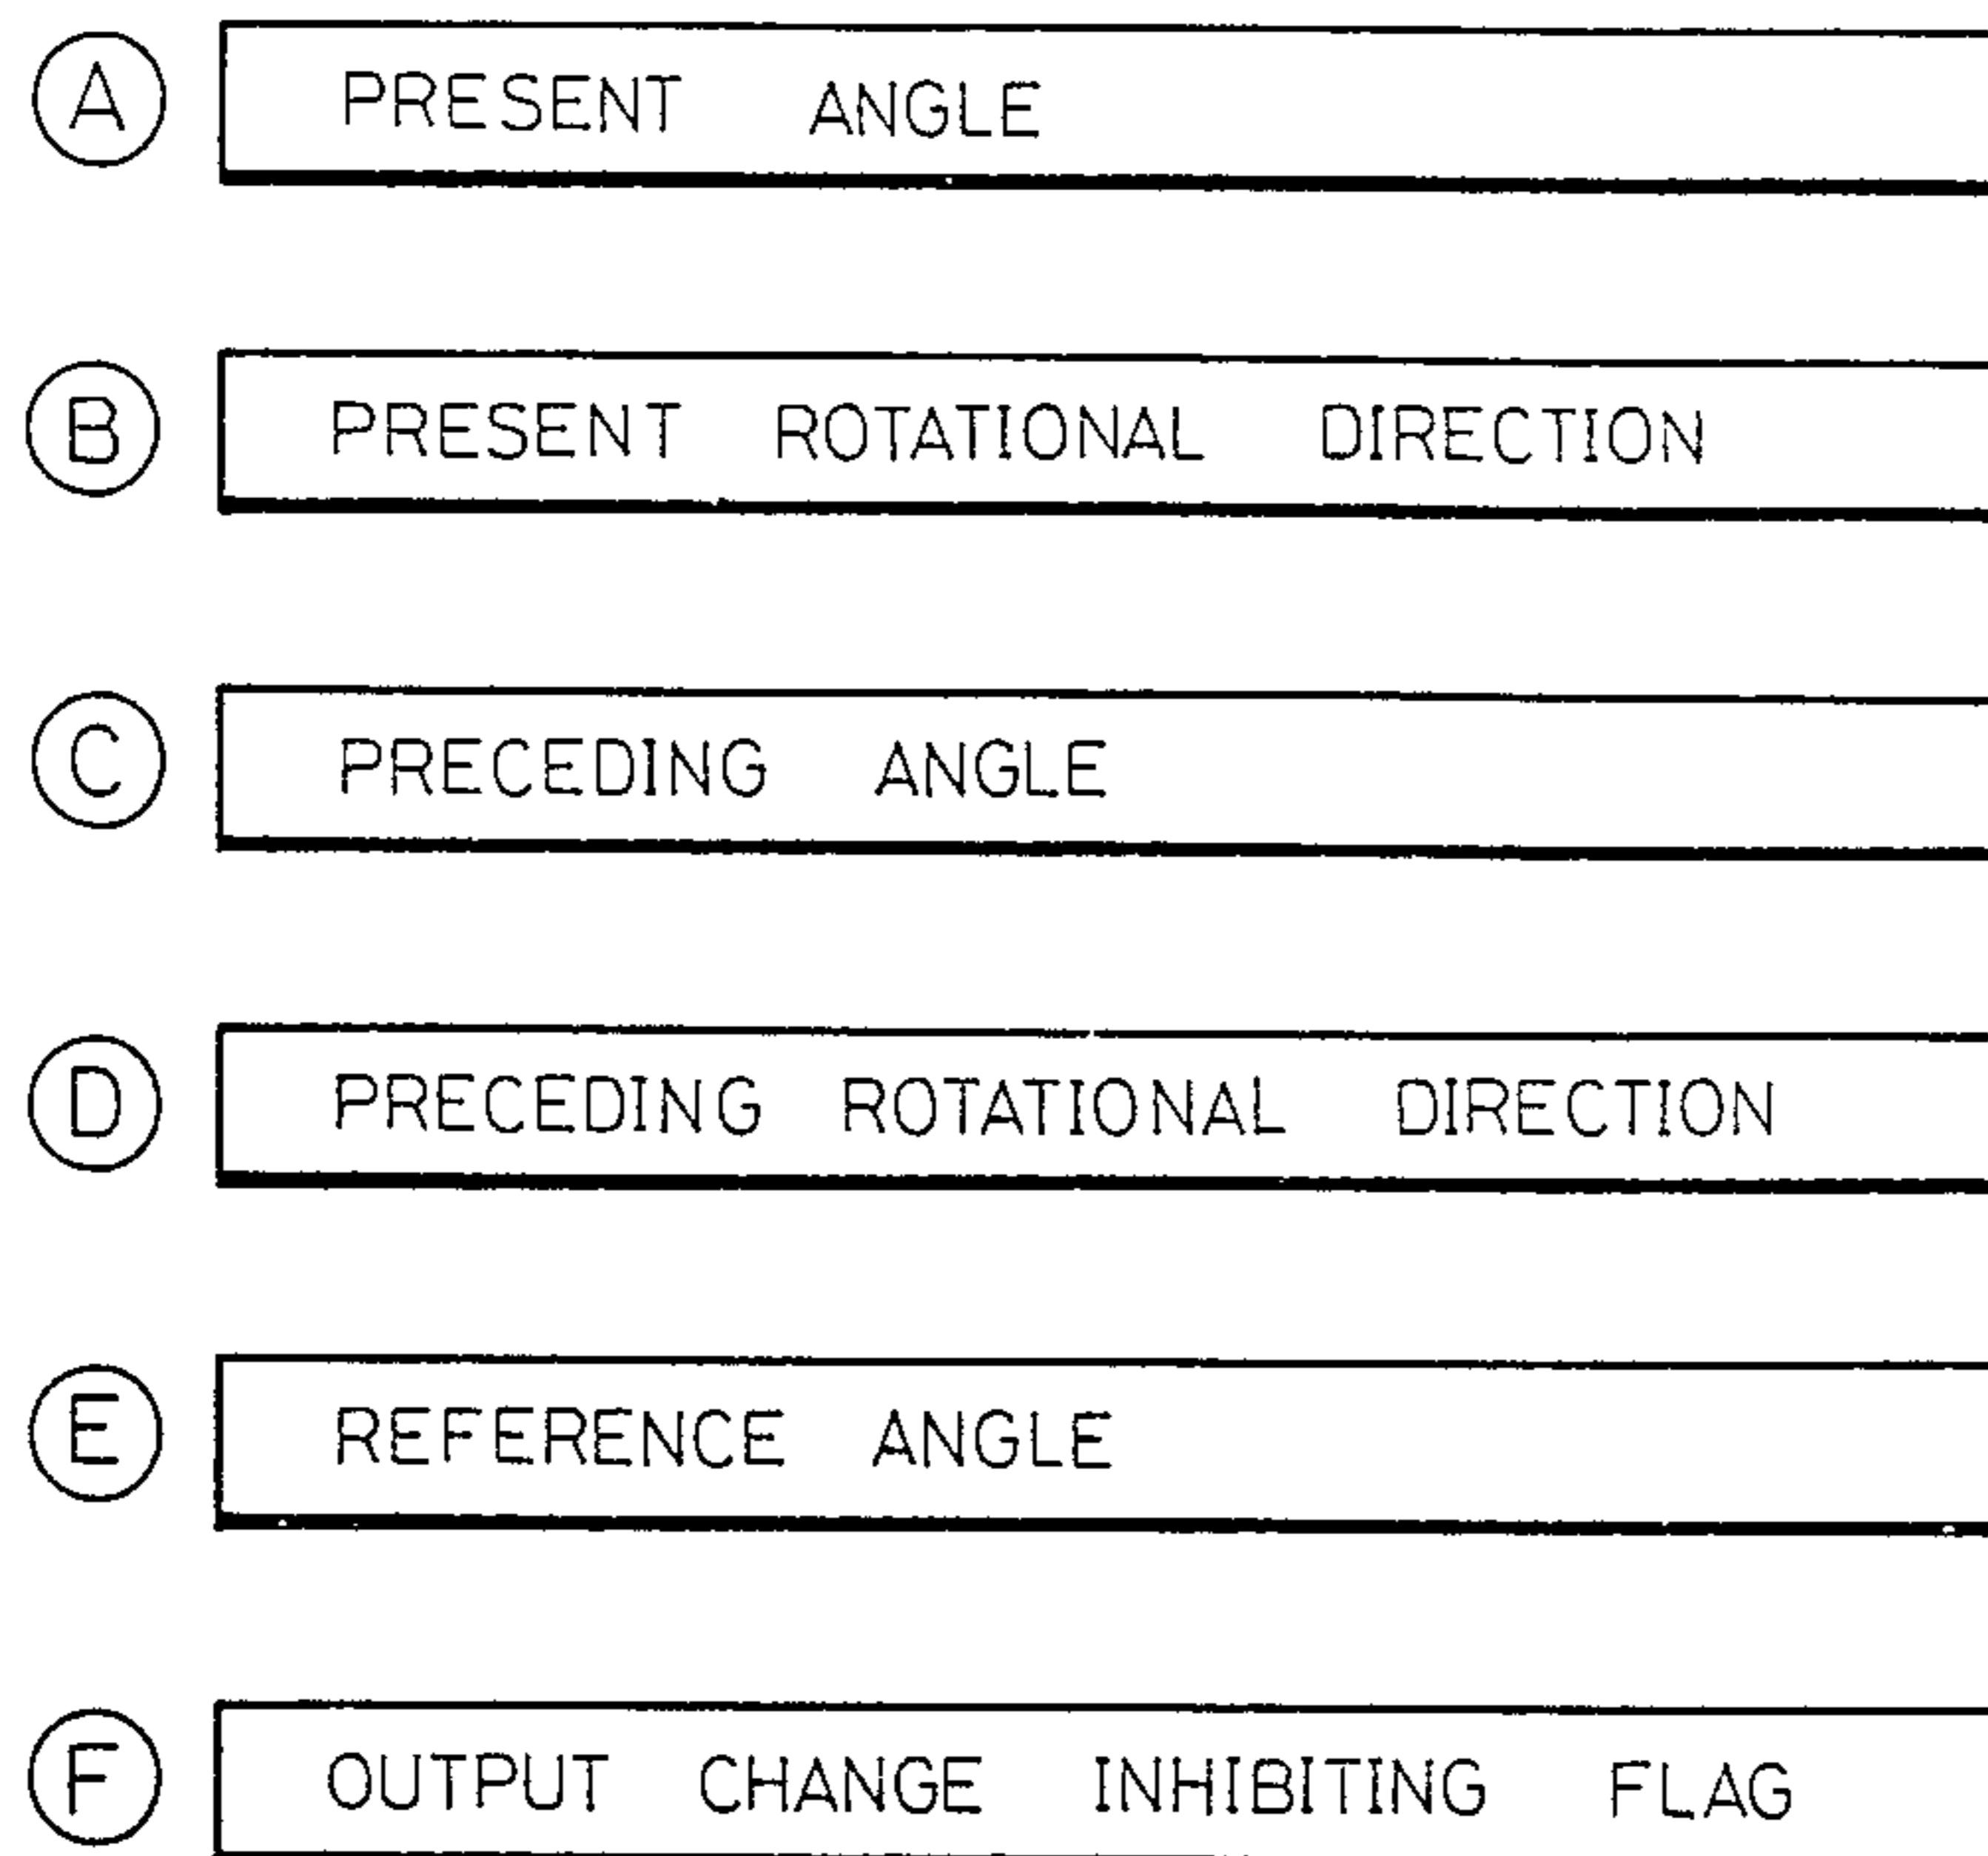 A PRESENT ANGLE
B PRESENT ROTATIONAL DIRECTION
C PRECEDING ANGLE
D PRECEDING ROTATIONAL DIRECTION
E REFERENCE ANGLE
F OUTPUT CHANGE INHIBITING FLAG